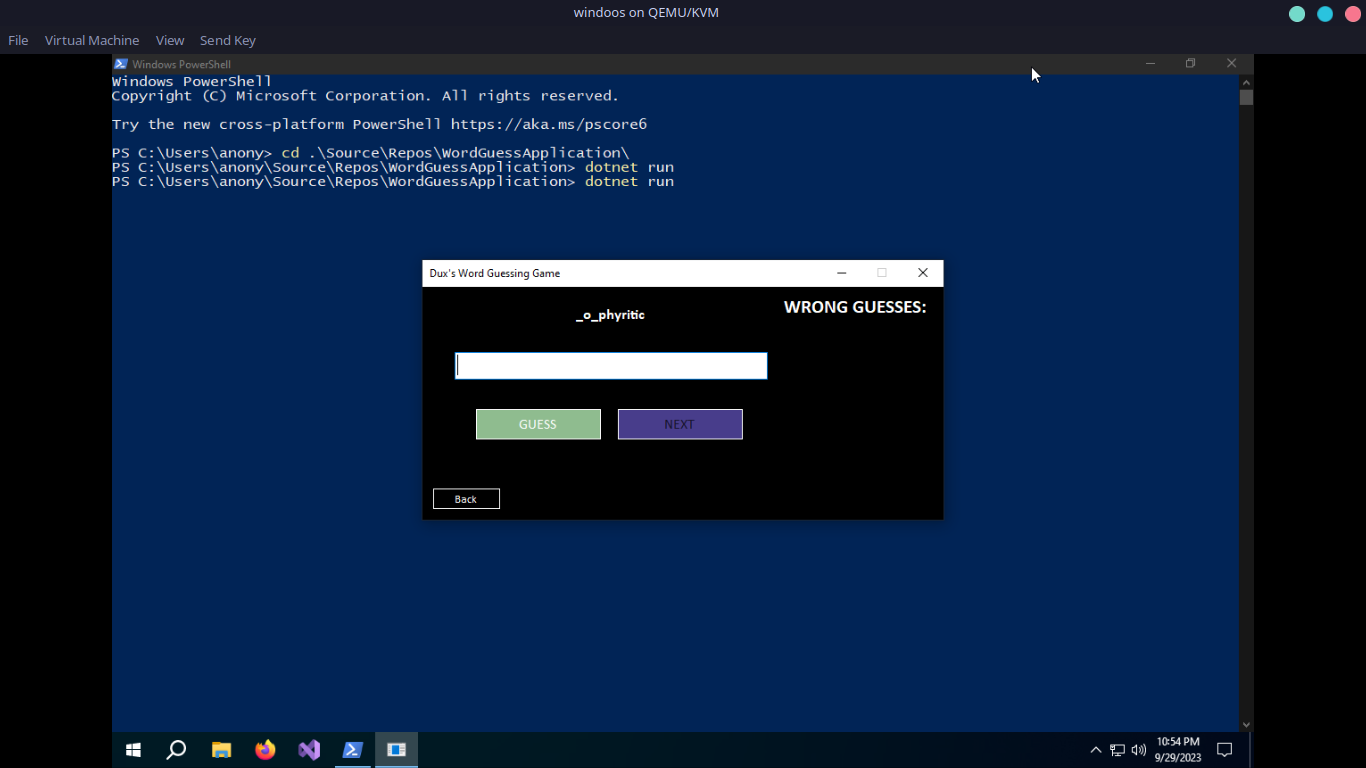 windoos on QEMU/KVM
File Virtual Machine View Send Key
Windows PowerShell
Windows PowerShell
Copyright (C) Microsoft Corporation. All rights reserved.
Try the new cross-platform PowerShell https://aka.ms/pscore6
PS C:\Users\anony> cd .\Source\Repos\WordGuessApplication\
PS C:\Users\anony\Source\Repos\WordGuessApplication> dotnet run
PS C:\Users\anony\Source\Repos\WordGuessApplication> dotnet run
Dux's Word Guessing Game
_o_phyritic
WRONG GUESSES:
GUESS
NEXT
Back
10:54 PM
9/29/2023